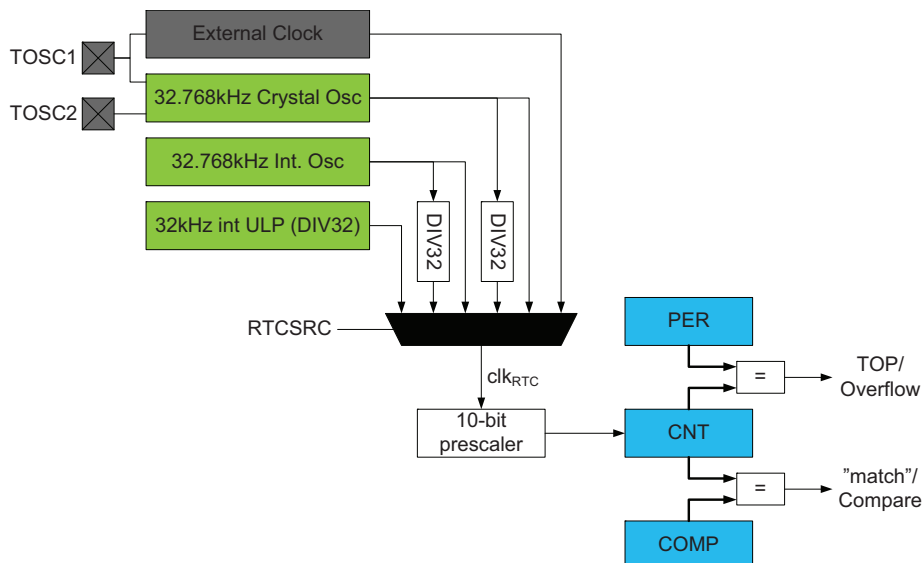 External Clock
TOSC1
32.768kHz Crystal Osc
TOSC2
32.768kHz Int. Osc
32kHz int ULP (DIV32)
DIV32
DIV32
RTCSRC
PER
clkRTC
=
TOP/
Overflow
10-bit
prescaler
CNT
=
”match”/
Compare
COMP